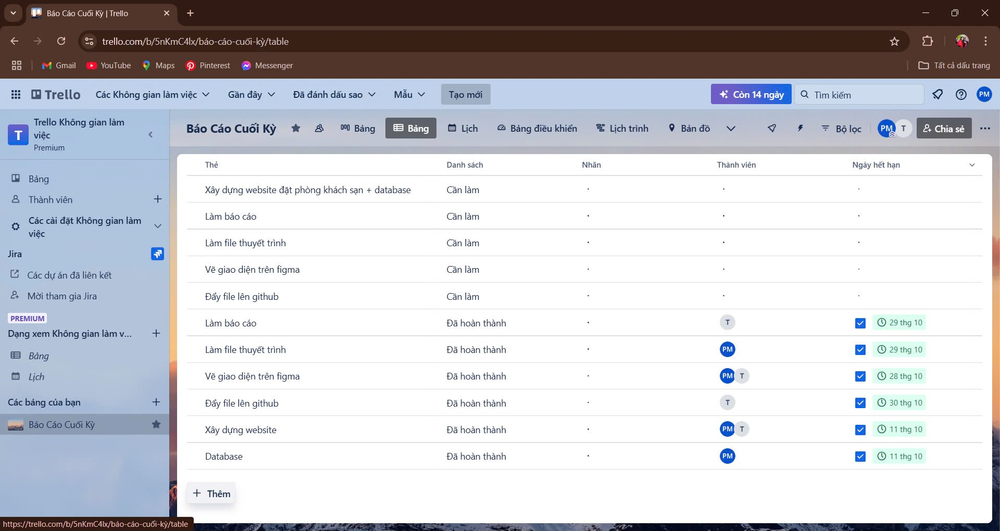 Báo Cáo Cuối Kỳ | Trello
trello.com/b/5nKmC4lx/báo-cáo-cuối-kỳ/table
Gmail YouTube Maps Pinterest Messenger Tất cả dấu trang
Trello Các Không gian làm việc Gần đây Đã đánh dấu sao Mẫu Tạo mới Còn 14 ngày Tìm kiếm PM
T Trello Không gian làm
việc
Premium
Báo Cáo Cuối Kỳ Bảng Bảng Lịch Bảng điều khiển Lịch trình Bản đồ Bộ lọc PM T Chia sẻ
Bảng
Thành viên
Các cài đặt Không gian làm
việc
Jira
Các dự án đã liên kết
Mời tham gia Jira
PREMIUM
Dạng xem Không gian làm v...
Bảng
Lịch
Các bảng của bạn
Báo Cáo Cuối Kỳ
Thẻ Danh sách Nhãn Thành viên Ngày hết hạn
Xây dựng website đặt phòng khách sạn + database Cần làm
Làm báo cáo Cần làm
Làm file thuyết trình Cần làm
Vẽ giao diện trên figma Cần làm
Đẩy file lên github Cần làm
Làm báo cáo Đã hoàn thành T 29 thg 10
Làm file thuyết trình Đã hoàn thành PM 29 thg 10
Vẽ giao diện trên figma Đã hoàn thành PM T 28 thg 10
Đẩy file lên github Đã hoàn thành T 30 thg 10
Xây dựng website Đã hoàn thành PM T 11 thg 10
Database Đã hoàn thành PM 11 thg 10
Thêm
https://trello.com/b/5nKmC4lx/báo-cáo-cuối-kỳ/table